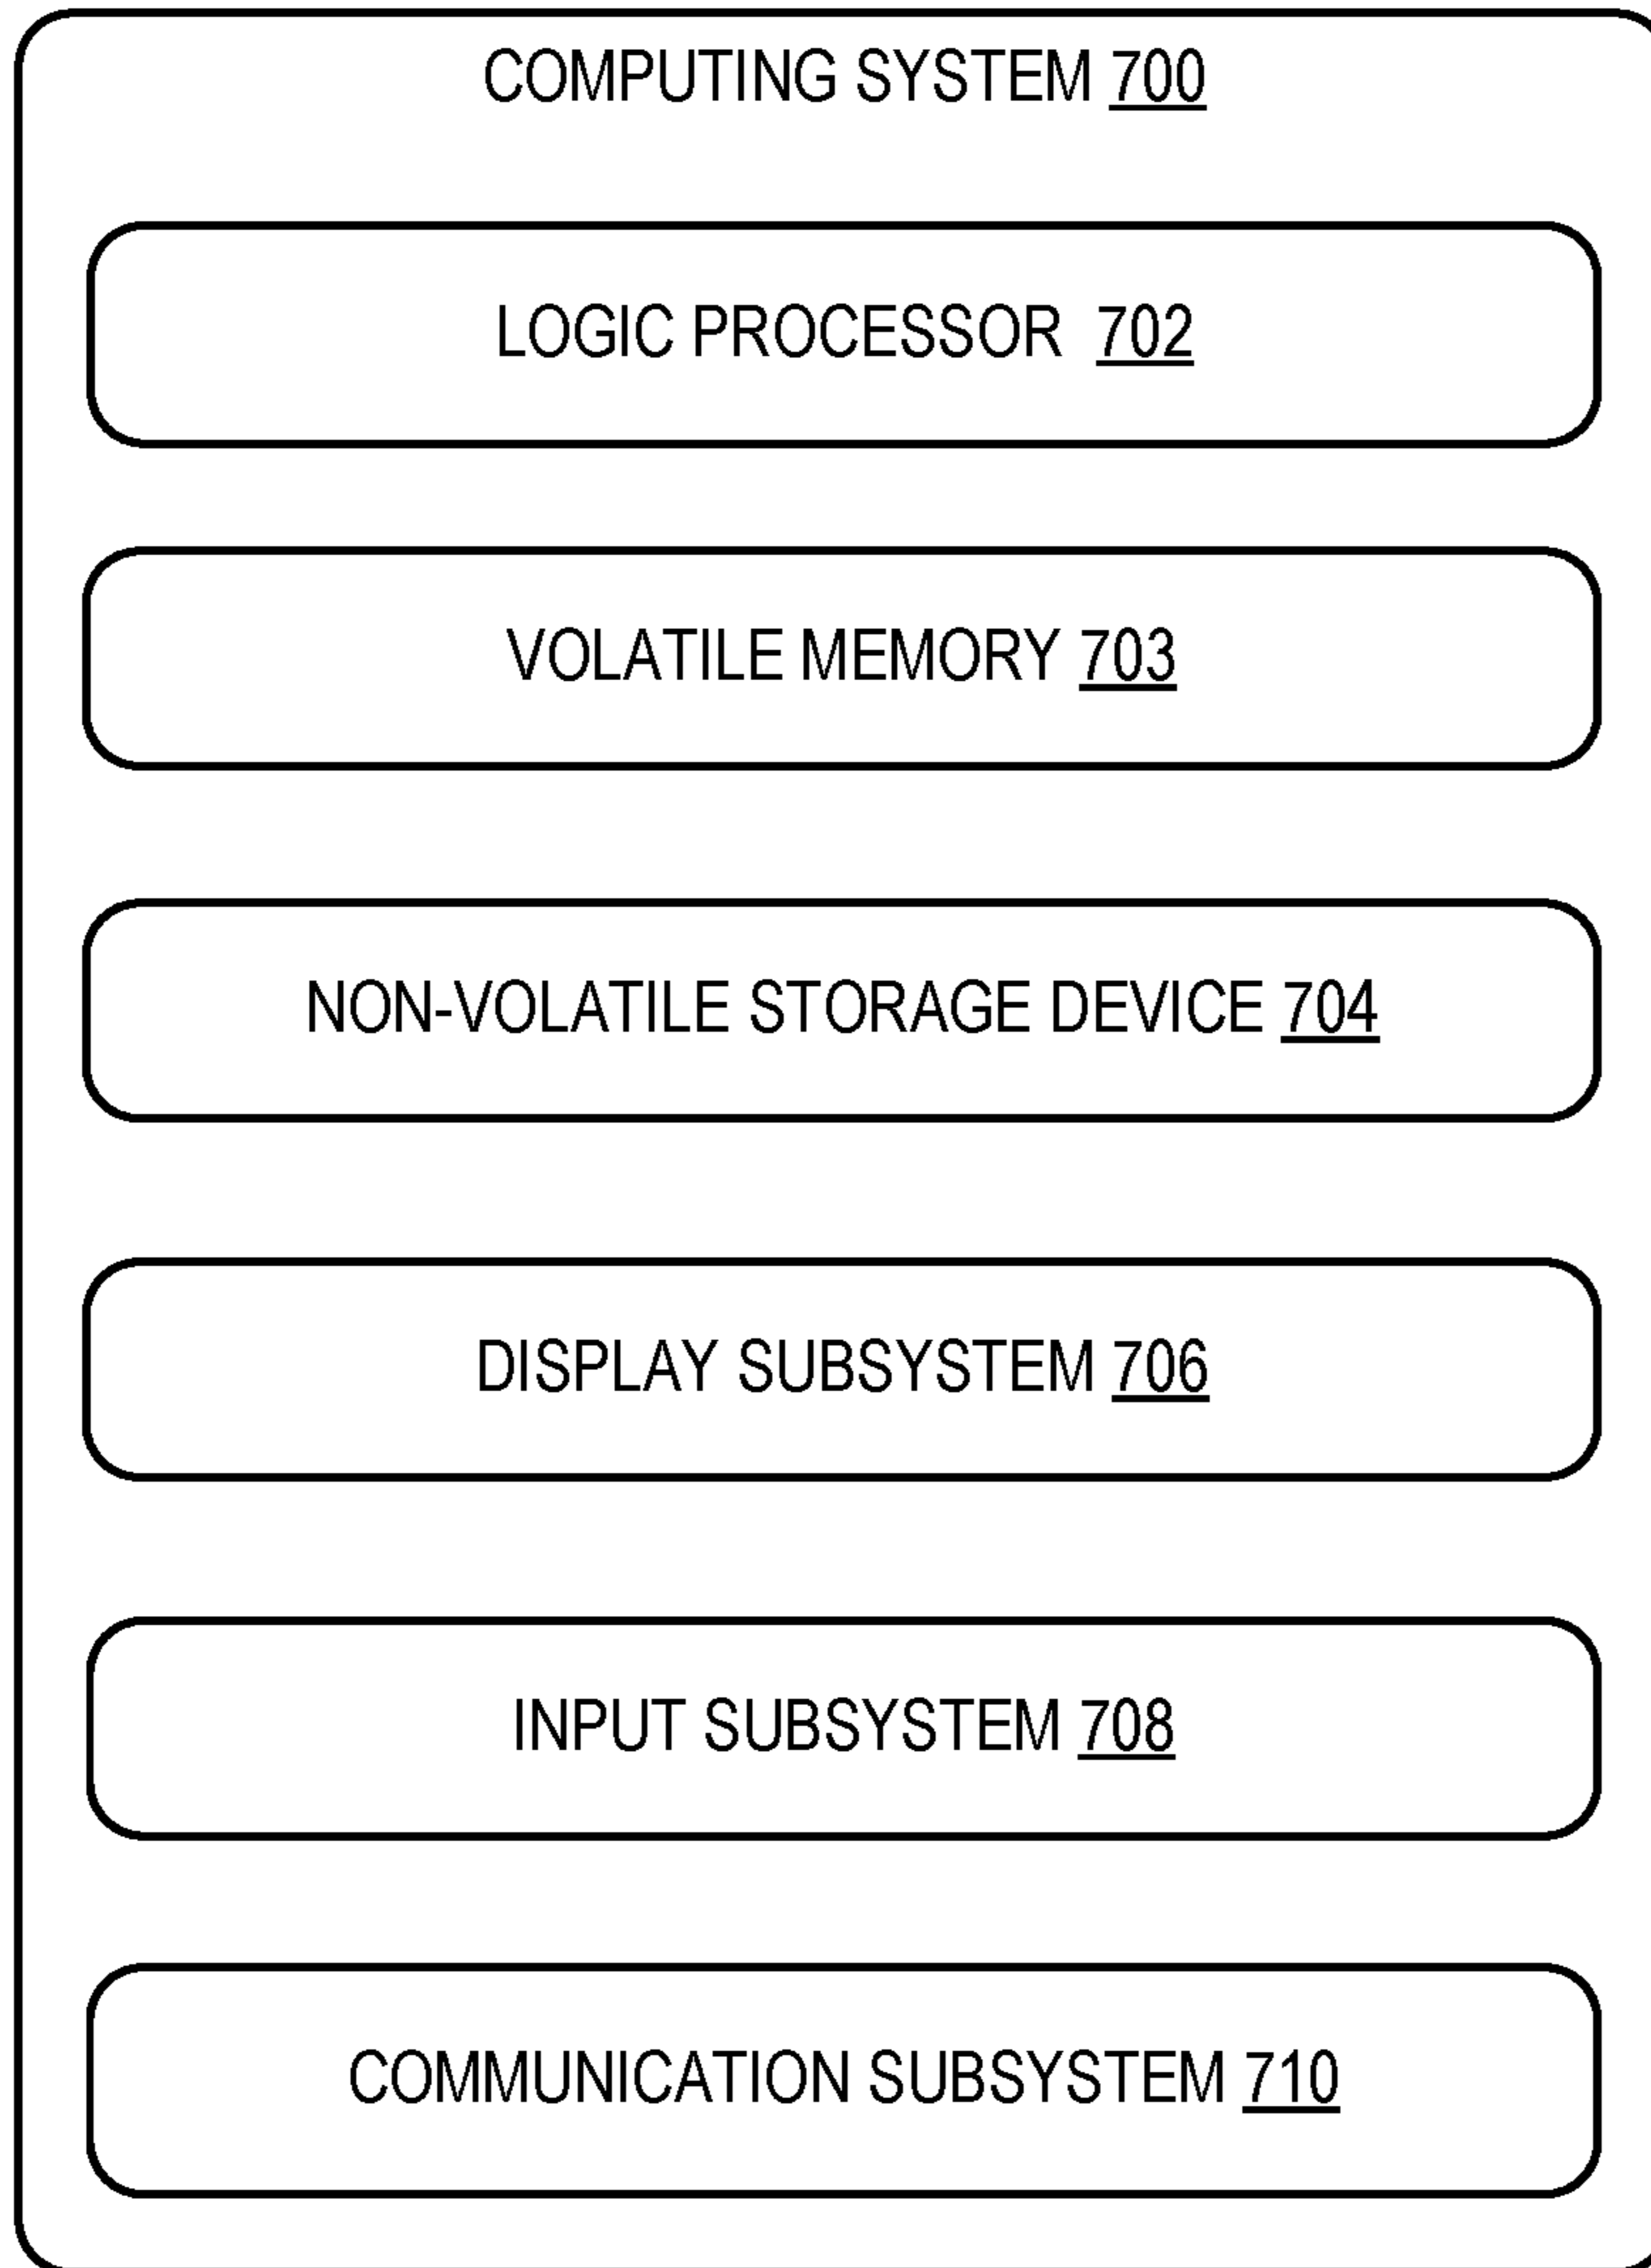 COMPUTING SYSTEM 700
LOGIC PROCESSOR 702
VOLATILE MEMORY 703
NON-VOLATILE STORAGE DEVICE 704
DISPLAY SUBSYSTEM 706
INPUT SUBSYSTEM 708
COMMUNICATION SUBSYSTEM 710